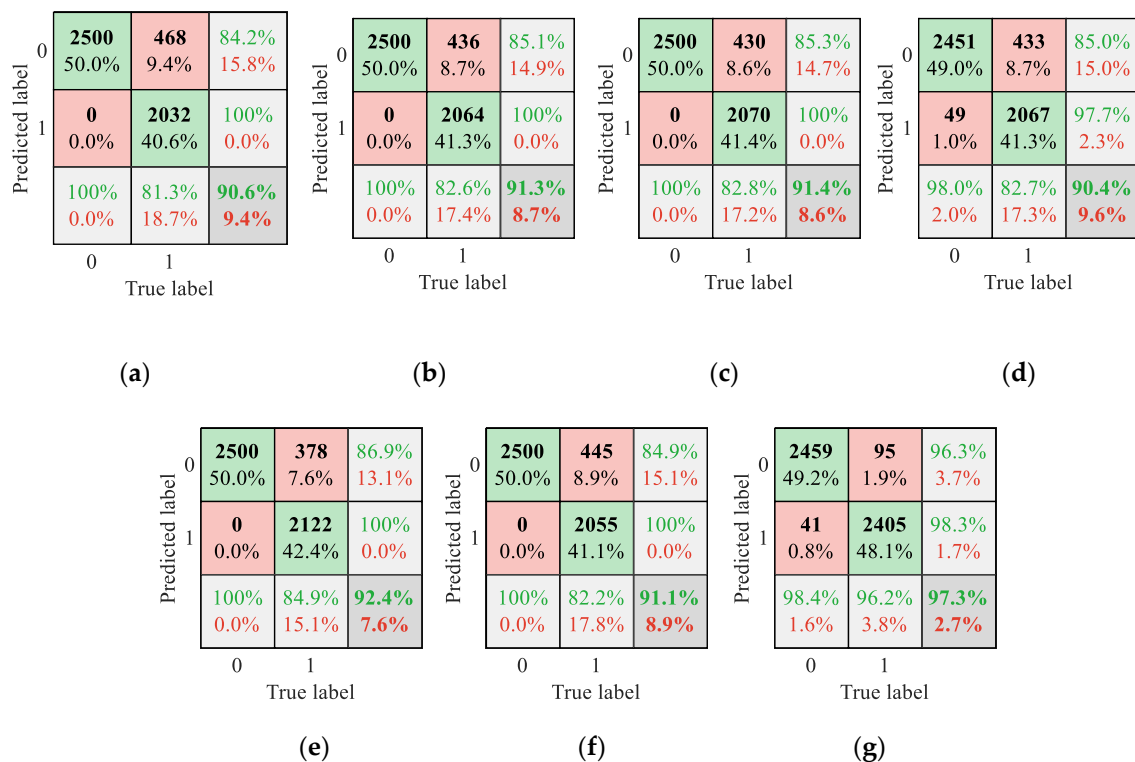 Predicted label
0
2500 468 84.2%
50.0% 9.4% 15.8%
1
0 2032 100%
0.0% 40.6% 0.0%
100% 81.3% 90.6%
0.0% 18.7% 9.4%
0 1
True label
(a)
Predicted label
0
2500 436 85.1%
50.0% 8.7% 14.9%
1
0 2064 100%
0.0% 41.3% 0.0%
100% 82.6% 91.3%
0.0% 17.4% 8.7%
0 1
True label
(b)
Predicted label
0
2500 430 85.3%
50.0% 8.6% 14.7%
1
0 2070 100%
0.0% 41.4% 0.0%
100% 82.8% 91.4%
0.0% 17.2% 8.6%
0 1
True label
(c)
Predicted label
0
2451 433 85.0%
49.0% 8.7% 15.0%
1
49 2067 97.7%
1.0% 41.3% 2.3%
98.0% 82.7% 90.4%
2.0% 17.3% 9.6%
0 1
True label
(d)
Predicted label
0
2500 378 86.9%
50.0% 7.6% 13.1%
1
0 2122 100%
0.0% 42.4% 0.0%
100% 84.9% 92.4%
0.0% 15.1% 7.6%
0 1
True label
(e)
Predicted label
0
2500 445 84.9%
50.0% 8.9% 15.1%
1
0 2055 100%
0.0% 41.1% 0.0%
100% 82.2% 91.1%
0.0% 17.8% 8.9%
0 1
True label
(f)
Predicted label
0
2459 95 96.3%
49.2% 1.9% 3.7%
1
41 2405 98.3%
0.8% 48.1% 1.7%
98.4% 96.2% 97.3%
1.6% 3.8% 2.7%
0 1
True label
(g)